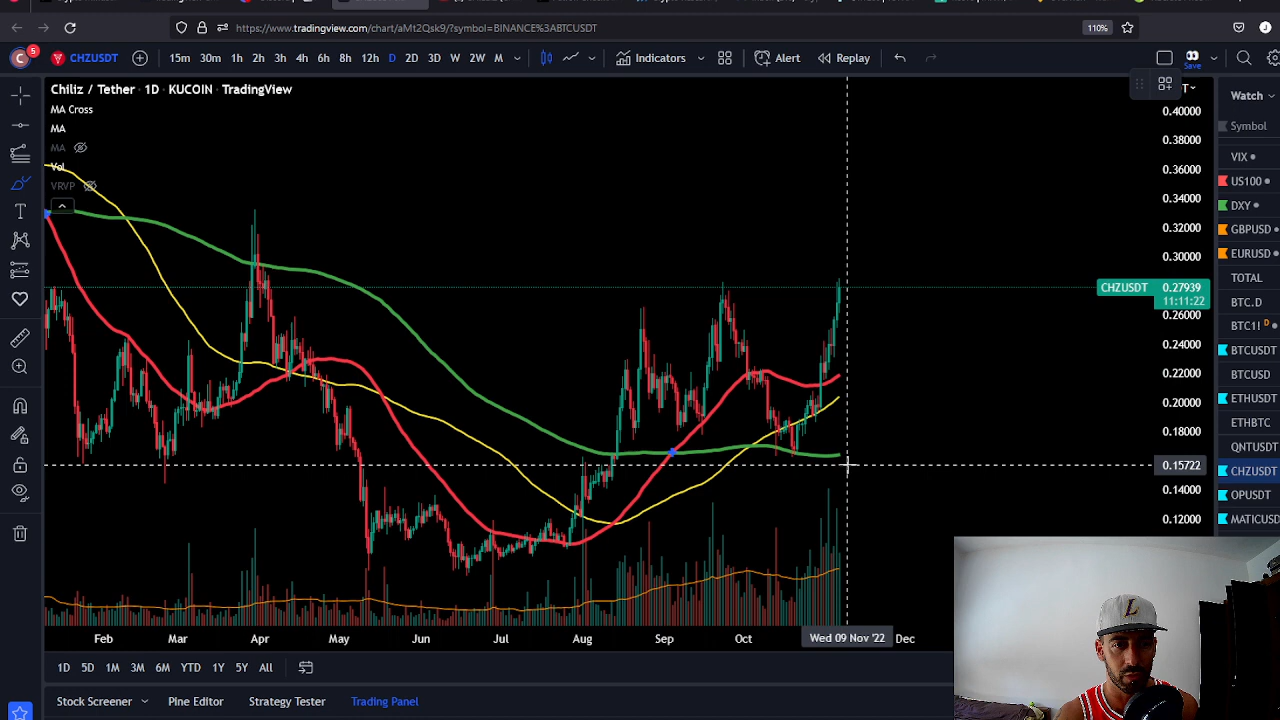 https://www.tradingview.com/chart/aMt2Qsk9/?symbol=BINANCE%3ABTCUSDT
110%
C 5 CHZUSDT 15m 30m 1h 2h 3h 4h 6h 8h 12h D 2D 3D W 2W M Indicators Alert Replay Save
Chiliz / Tether · 1D · KUCOIN · TradingView
MA Cross
MA
MA
Vol
VRVP
0.40000
0.38000
0.36000
0.34000
0.32000
0.30000
CHZUSDT 0.27939
11:11:22
0.26000
0.24000
0.22000
0.20000
0.18000
0.15722
0.14000
0.12000
Watch
Symbol
VIX
US100
DXY
GBPUSD
EURUSD
TOTAL
BTC.D
BTC1! D
BTCUSDT
BTCUSD
ETHUSDT
ETHBTC
QNTUSDT
CHZUSDT
OPUSDT
MATICUSD
Feb Mar Apr May Jun Jul Aug Sep Oct Wed 09 Nov '22 Dec
1D 5D 1M 3M 6M YTD 1Y 5Y All
Stock Screener Pine Editor Strategy Tester Trading Panel